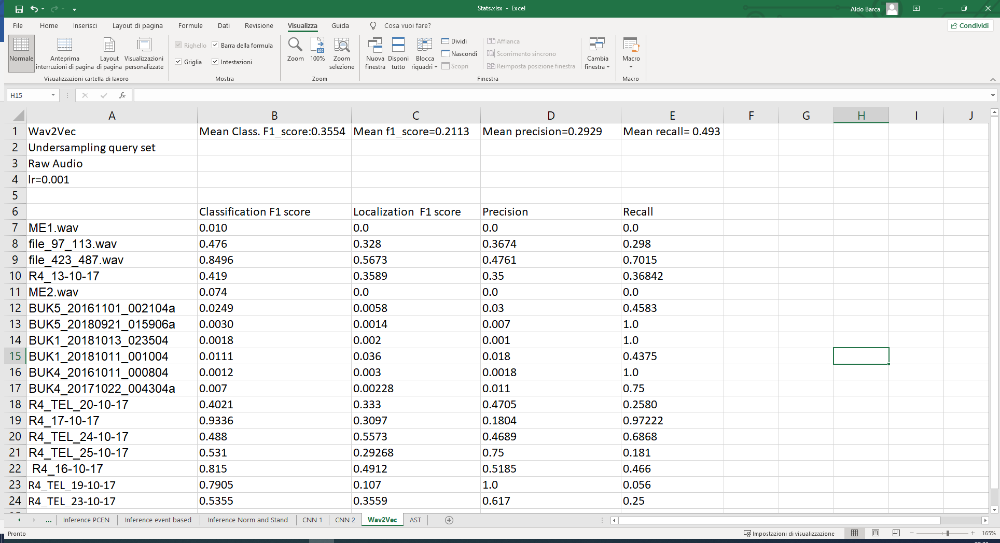 Stats.xlsx - Excel
Aldo Barca
File Home Inserisci Layout di pagina Formule Dati Revisione Visualizza Guida Cosa vuoi fare? Condividi
Normale
Anteprima interruzioni di pagina
Layout di pagina
Visualizzazioni personalizzate
Visualizzazioni cartella di lavoro
Righello Barra della formula
Griglia Intestazioni
Mostra
Zoom 100% Zoom selezione
100
Zoom
Nuova finestra
Disponi tutto
Blocca riquadri
Dividi
Nascondi
Scopri
Affianca
Scorrimento sincrono
Reimposta posizione finestra
Cambia finestra
Finestra
Macro
Macro
H15 fx
A B C D E F G H I J
1 Wav2Vec Mean Class. F1_score:0.3554 Mean f1_score=0.2113 Mean precision=0.2929 Mean recall= 0.493
2 Undersampling query set
3 Raw Audio
4 lr=0.001
5
6 Classification F1 score Localization  F1 score Precision Recall
7 ME1.wav 0.010 0.0 0.0 0.0
8 file_97_113.wav 0.476 0.328 0.3674 0.298
9 file_423_487.wav 0.8496 0.5673 0.4761 0.7015
10 R4_13-10-17 0.419 0.3589 0.35 0.36842
11 ME2.wav 0.074 0.0 0.0 0.0
12 BUK5_20161101_002104a 0.0249 0.0058 0.03 0.4583
13 BUK5_20180921_015906a 0.0030 0.0014 0.007 1.0
14 BUK1_20181013_023504 0.0018 0.002 0.001 1.0
15 BUK1_20181011_001004 0.0111 0.036 0.018 0.4375
16 BUK4_20161011_000804 0.0012 0.003 0.0018 1.0
17 BUK4_20171022_004304a 0.007 0.00228 0.011 0.75
18 R4_TEL_20-10-17 0.4021 0.333 0.4705 0.2580
19 R4_17-10-17 0.9336 0.3097 0.1804 0.97222
20 R4_TEL_24-10-17 0.488 0.5573 0.4689 0.6868
21 R4_TEL_25-10-17 0.531 0.29268 0.75 0.181
22 R4_16-10-17 0.815 0.4912 0.5185 0.466
23 R4_TEL_19-10-17 0.7905 0.107 1.0 0.056
24 R4_TEL_23-10-17 0.5355 0.3559 0.617 0.25
... Inference PCEN Inference event based Inference Norm and Stand CNN 1 CNN 2 Wav2Vec AST
Pronto Impostazioni di visualizzazione 165%